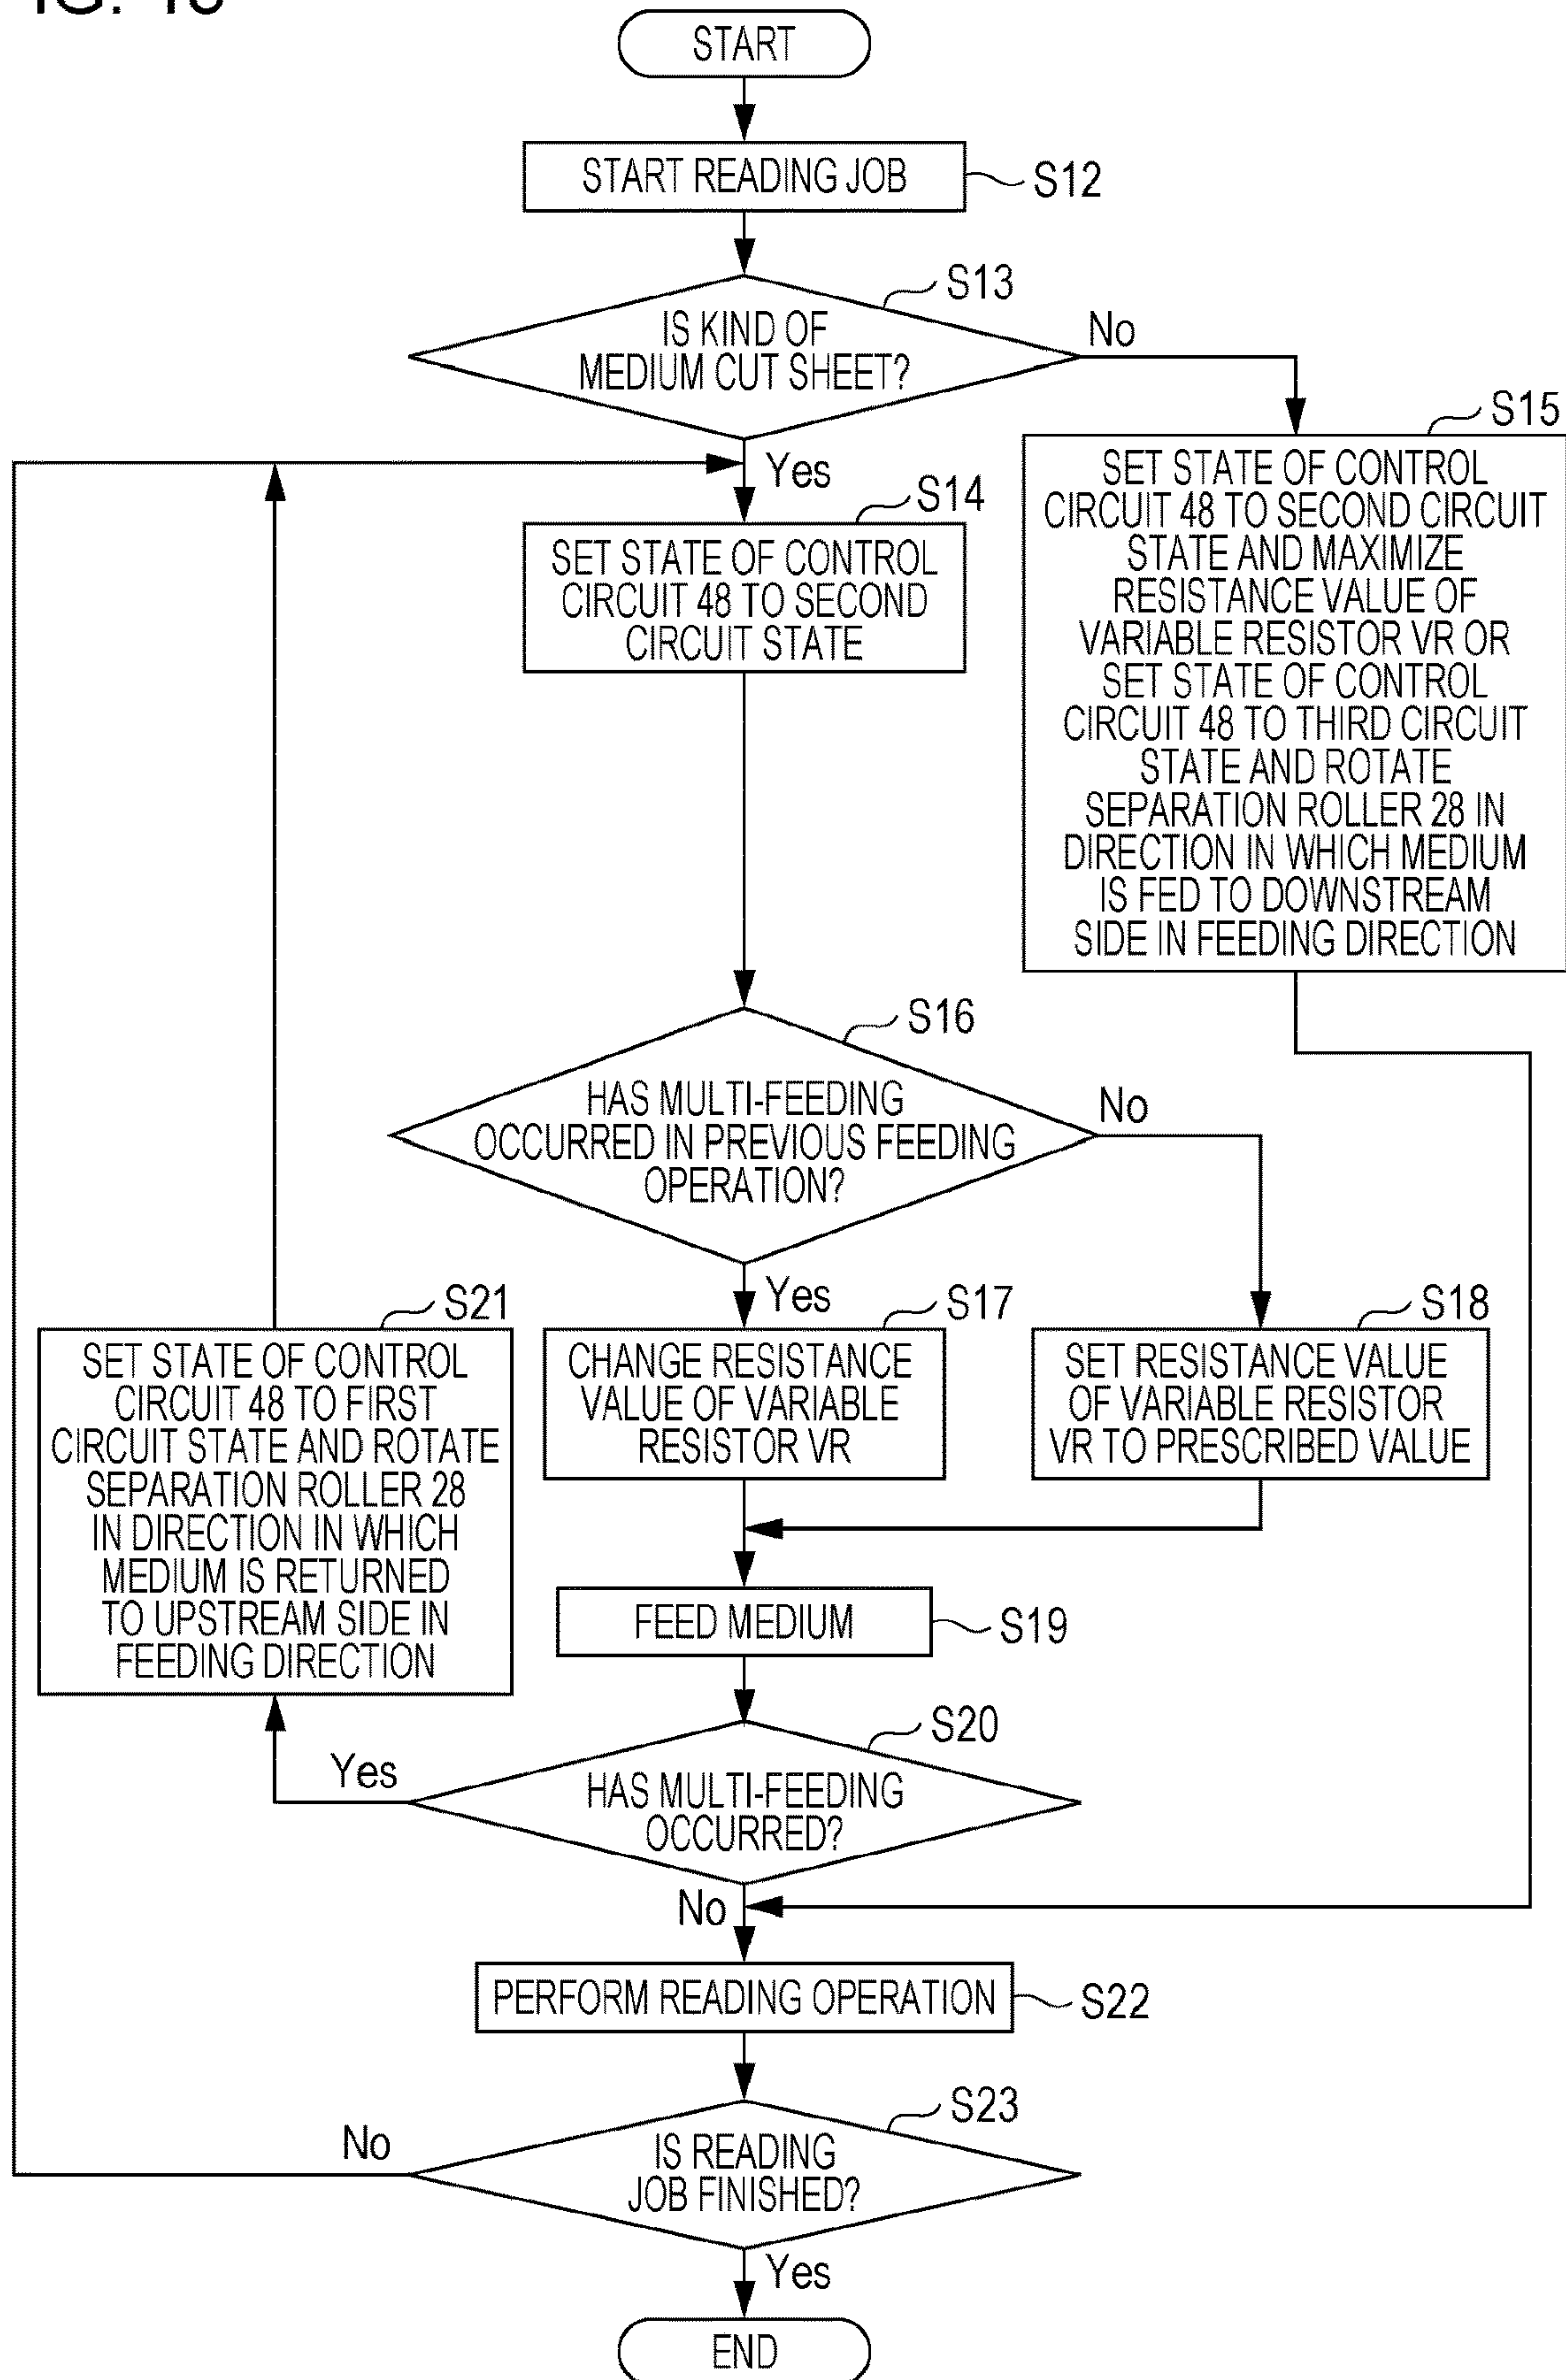 START
START READING JOB
S12
S13
IS KIND OF
MEDIUM CUT SHEET?
No
Yes
S14
SET STATE OF CONTROL
CIRCUIT 48 TO SECOND
CIRCUIT STATE
S15
SET STATE OF CONTROL
CIRCUIT 48 TO SECOND CIRCUIT
STATE AND MAXIMIZE
RESISTANCE VALUE OF
VARIABLE RESISTOR VR OR
SET STATE OF CONTROL
CIRCUIT 48 TO THIRD CIRCUIT
STATE AND ROTATE
SEPARATION ROLLER 28 IN
DIRECTION IN WHICH MEDIUM
IS FED TO DOWNSTREAM
SIDE IN FEEDING DIRECTION
S16
HAS MULTI-FEEDING
OCCURRED IN PREVIOUS FEEDING
OPERATION?
No
Yes
S17
CHANGE RESISTANCE
VALUE OF VARIABLE
RESISTOR VR
S18
SET RESISTANCE VALUE
OF VARIABLE RESISTOR
VR TO PRESCRIBED VALUE
S21
SET STATE OF CONTROL
CIRCUIT 48 TO FIRST
CIRCUIT STATE AND ROTATE
SEPARATION ROLLER 28
IN DIRECTION IN WHICH
MEDIUM IS RETURNED
TO UPSTREAM SIDE IN
FEEDING DIRECTION
FEED MEDIUM
S19
S20
HAS MULTI-FEEDING
OCCURRED?
Yes
No
PERFORM READING OPERATION
S22
S23
IS READING
JOB FINISHED?
No
Yes
END